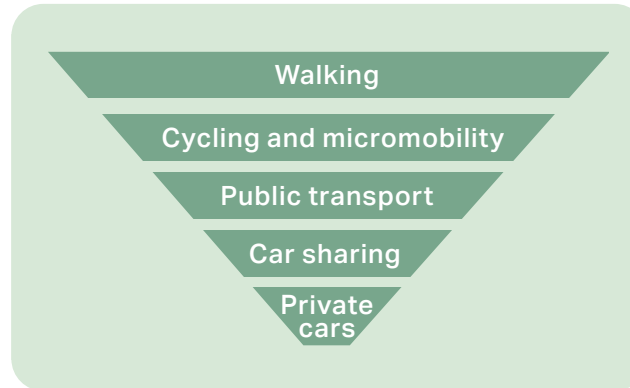 Walking
Cycling and micromobility
Public transport
Car sharing
Private
cars